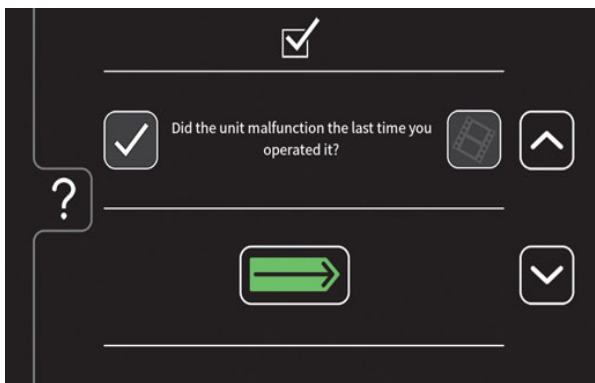 Did the unit malfunction the last time you
operated it?
?